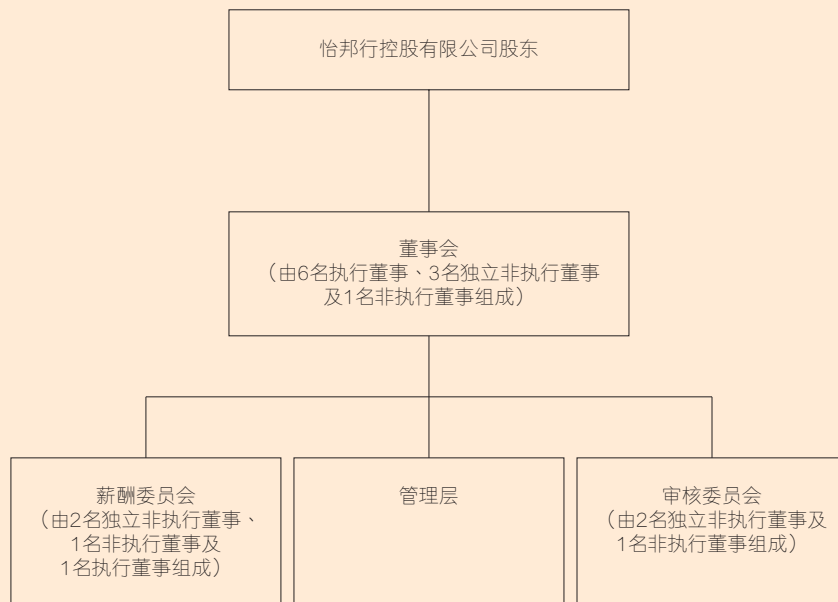 怡邦行控股有限公司股东
董事会
（由6名执行董事、3名独立非执行董事
及1名非执行董事组成）
薪酬委员会
（由2名独立非执行董事、
1名非执行董事及
1名执行董事组成）
管理层
审核委员会
（由2名独立非执行董事及
1名非执行董事组成）